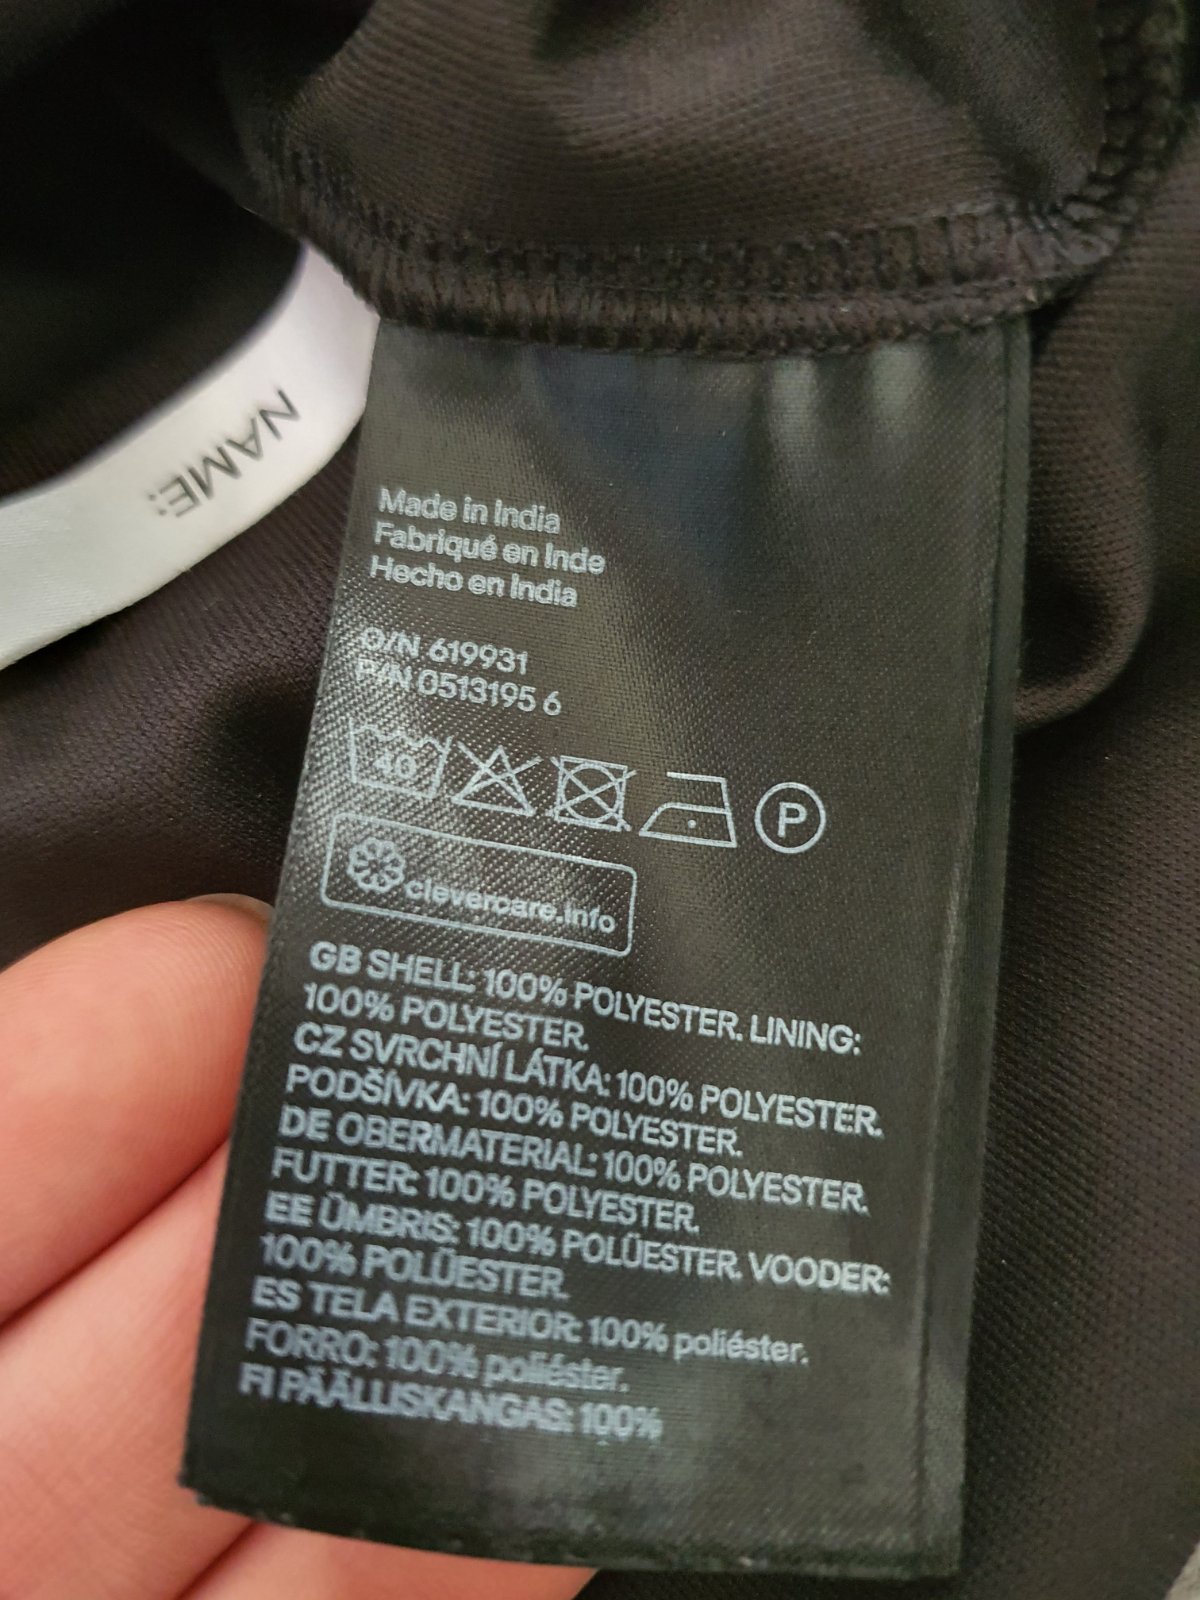 NAME:
Made in India
Fabriqué en Inde
Hecho en India
O/N 619931
P/N 0513195 6
40
P
clevercare.info
GB SHELL: 100% POLYESTER. LINING:
100% POLYESTER.
CZ SVRCHNÍ LÁTKA: 100% POLYESTER.
PODŠÍVKA: 100% POLYESTER.
DE OBERMATERIAL: 100% POLYESTER.
FUTTER: 100% POLYESTER.
EE ÜMBRIS: 100% POLÜESTER. VOODER:
100% POLÜESTER.
ES TELA EXTERIOR: 100% poliéster.
FORRO: 100% poliéster.
FI PÄÄLLISKANGAS: 100%